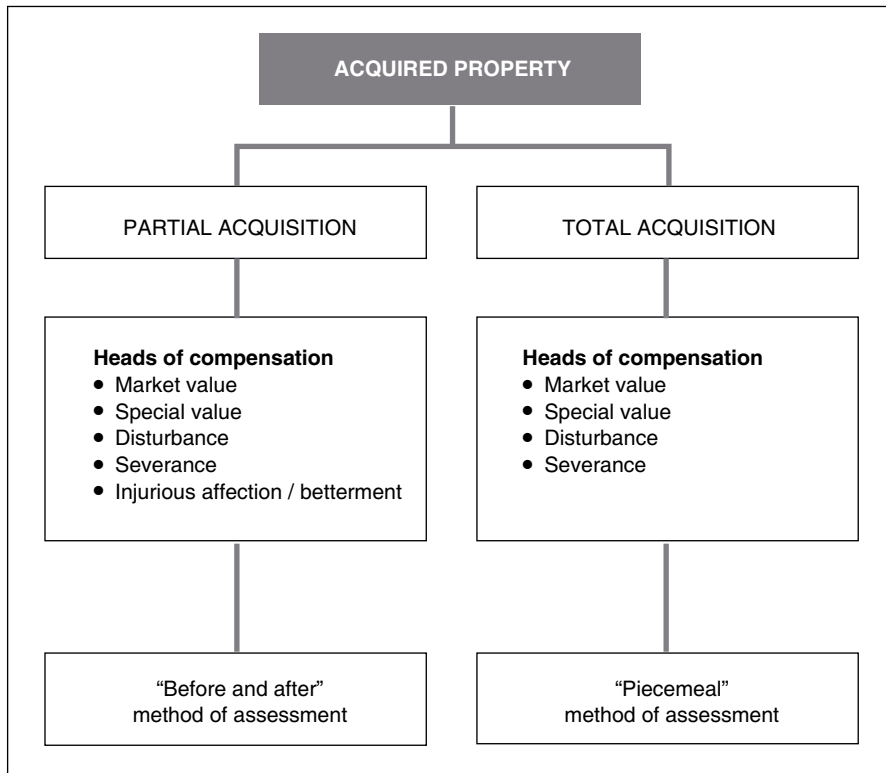 ACQUIRED PROPERTY
PARTIAL ACQUISITION
TOTAL ACQUISITION
Heads of compensation
● Market value
● Special value
● Disturbance
● Severance
● Injurious affection / betterment
Heads of compensation
● Market value
● Special value
● Disturbance
● Severance
“Before and after”
method of assessment
“Piecemeal”
method of assessment